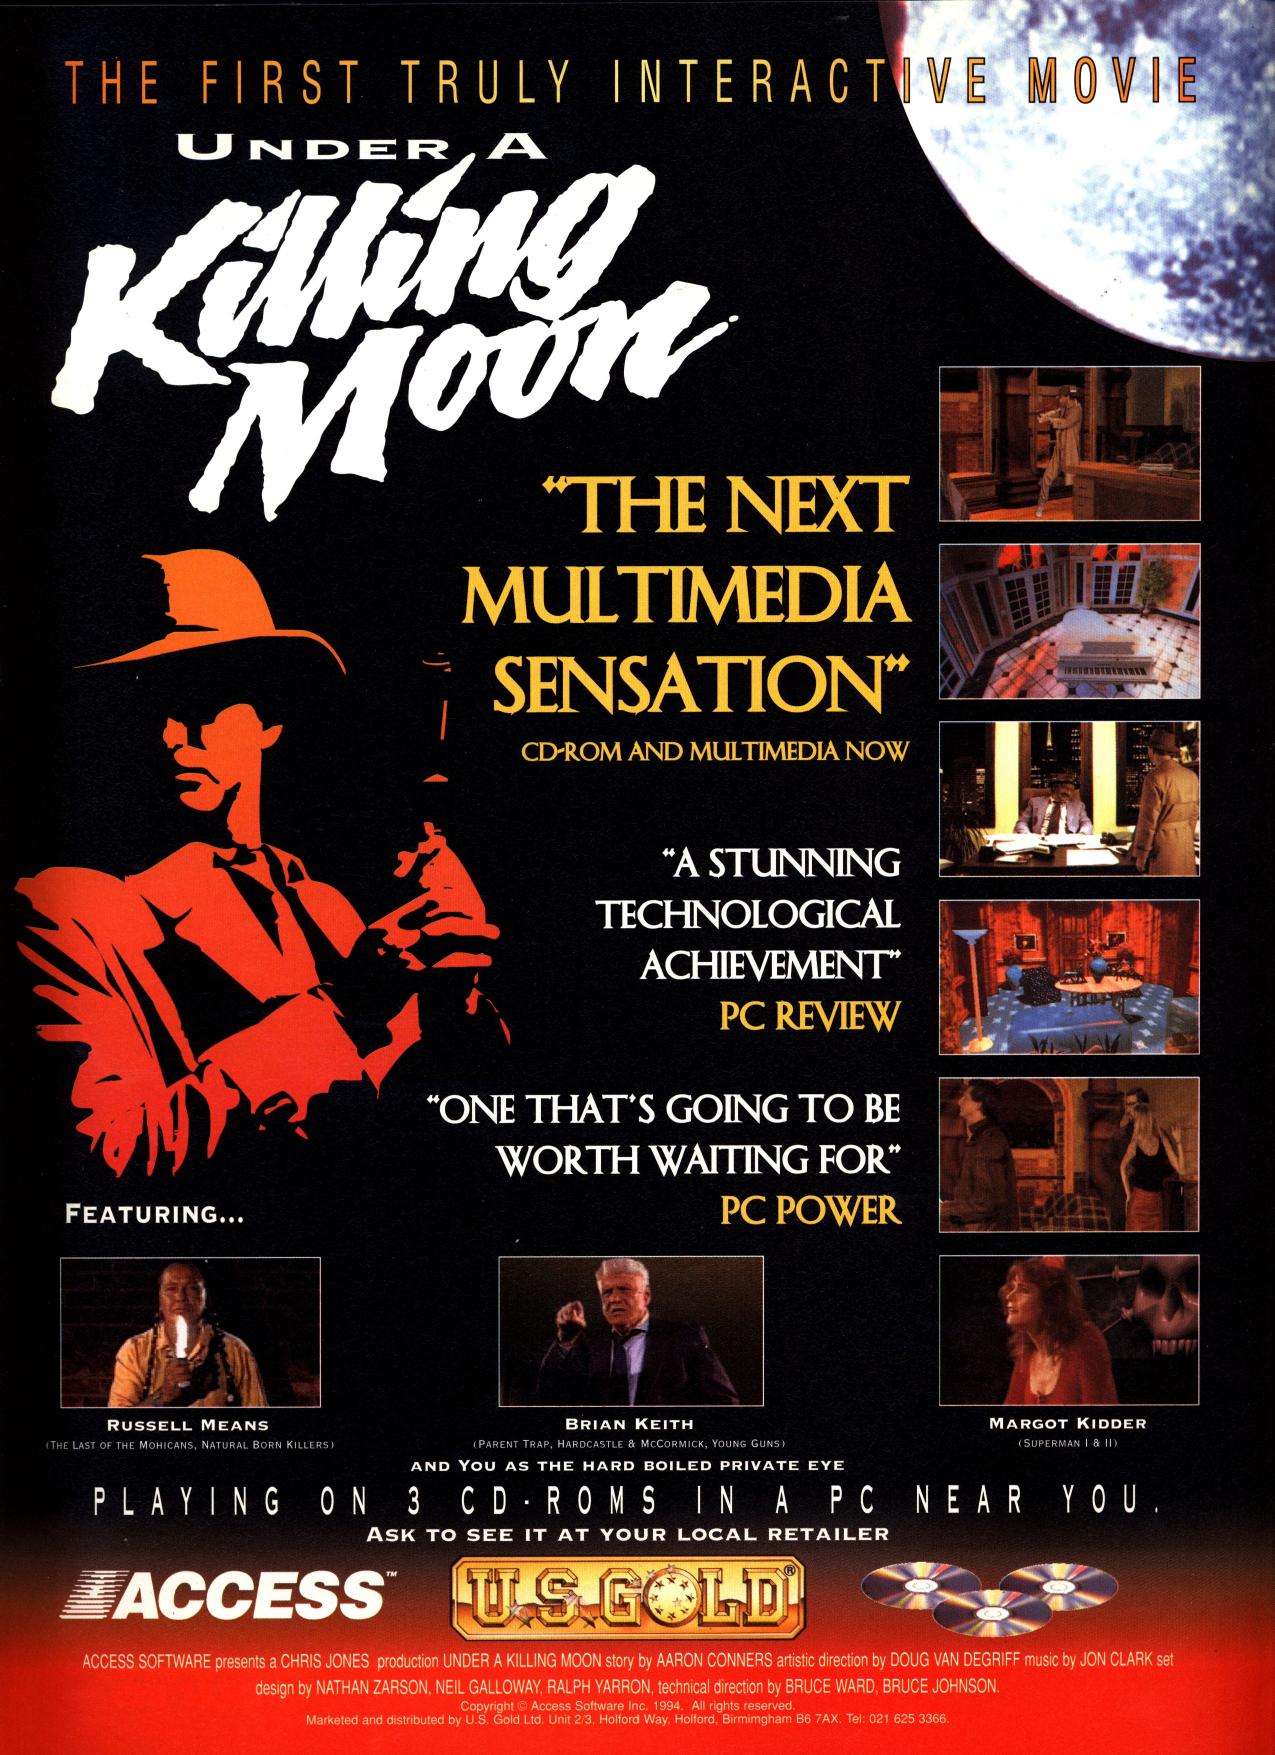 THE FIRST TRULY INTERACTIVE MOVIE
UNDER A
Killing
Moon
"THE NEXT
MULTIMEDIA
SENSATION"
CD-ROM AND MULTIMEDIA NOW
"A STUNNING
TECHNOLOGICAL
ACHIEVEMENT"
PC REVIEW
"ONE THAT'S GOING TO BE
WORTH WAITING FOR"
PC POWER
FEATURING...
RUSSELL MEANS
(THE LAST OF THE MOHICANS, NATURAL BORN KILLERS)
BRIAN KEITH
(PARENT TRAP, HARDCASTLE & MCCORMICK, YOUNG GUNS)
MARGOT KIDDER
(SUPERMAN I & II)
AND YOU AS THE HARD BOILED PRIVATE EYE
PLAYING ON 3 CD-ROMS IN A PC NEAR YOU.
ASK TO SEE IT AT YOUR LOCAL RETAILER
ACCESS™
U.S. GOLD®
ACCESS SOFTWARE presents a CHRIS JONES production UNDER A KILLING MOON story by AARON CONNERS artistic direction by DOUG VAN DEGRIFF music by JON CLARK set
design by NATHAN ZARSON, NEIL GALLOWAY, RALPH YARRON, technical direction by BRUCE WARD, BRUCE JOHNSON.
Copyright © Access Software Inc. 1994. All rights reserved.
Marketed and distributed by U.S. Gold Ltd. Unit 2/3, Holford Way, Holford, Birmimgham B6 7AX. Tel: 021 625 3366.